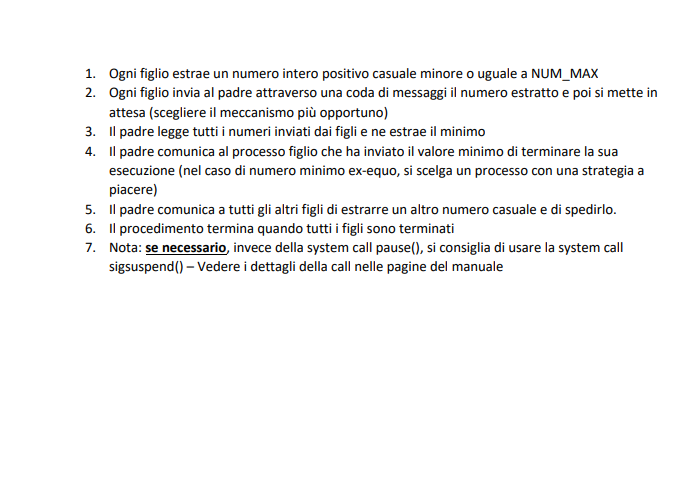 1. Ogni figlio estrae un numero intero positivo casuale minore o uguale a NUM_MAX
2. Ogni figlio invia al padre attraverso una coda di messaggi il numero estratto e poi si mette in
attesa (scegliere il meccanismo più opportuno)
3. Il padre legge tutti i numeri inviati dai figli e ne estrae il minimo
4. Il padre comunica al processo figlio che ha inviato il valore minimo di terminare la sua
esecuzione (nel caso di numero minimo ex-equo, si scelga un processo con una strategia a
piacere)
5. Il padre comunica a tutti gli altri figli di estrarre un altro numero casuale e di spedirlo.
6. Il procedimento termina quando tutti i figli sono terminati
7. Nota: se necessario, invece della system call pause(), si consiglia di usare la system call
sigsuspend() – Vedere i dettagli della call nelle pagine del manuale